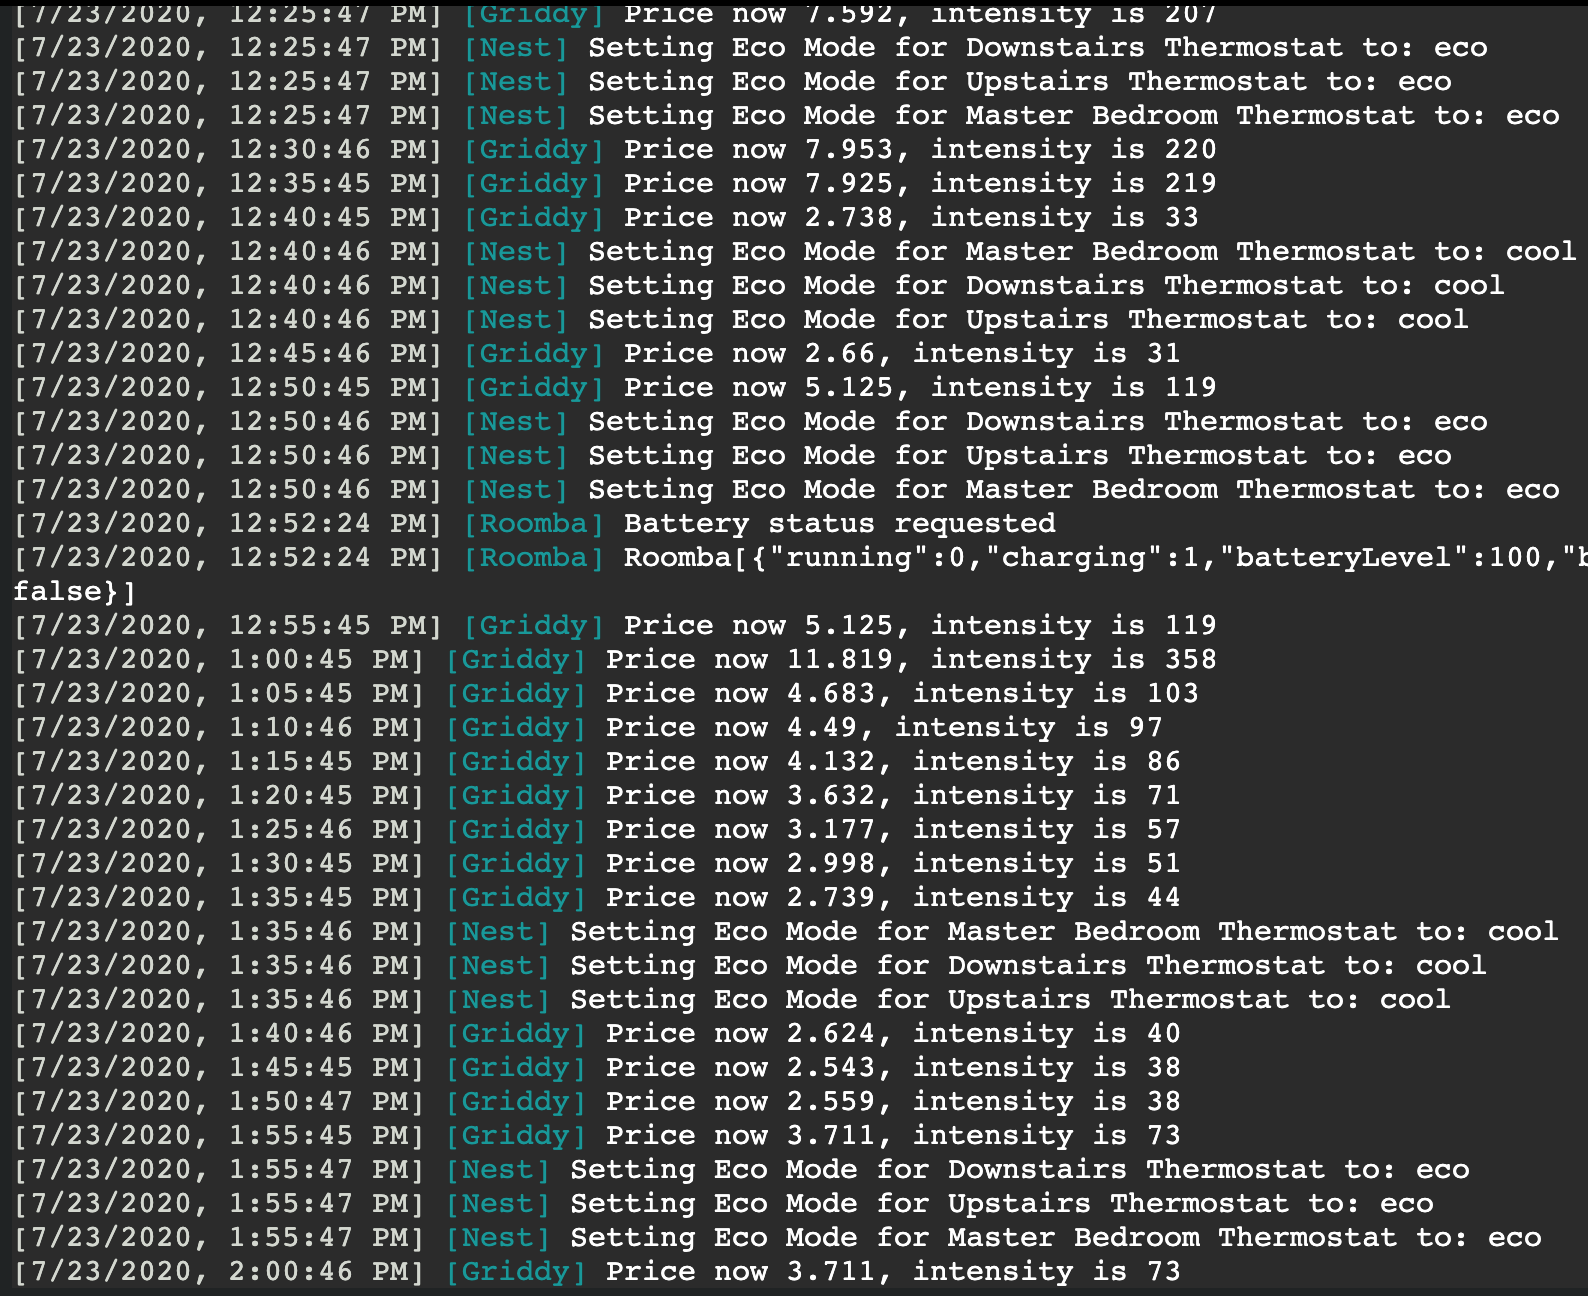 [7/23/2020, 12:25:47 PM] [Griddy] Price now 7.592, intensity is 207
[7/23/2020, 12:25:47 PM] [Nest] Setting Eco Mode for Downstairs Thermostat to: eco
[7/23/2020, 12:25:47 PM] [Nest] Setting Eco Mode for Upstairs Thermostat to: eco
[7/23/2020, 12:25:47 PM] [Nest] Setting Eco Mode for Master Bedroom Thermostat to: eco
[7/23/2020, 12:30:46 PM] [Griddy] Price now 7.953, intensity is 220
[7/23/2020, 12:35:45 PM] [Griddy] Price now 7.925, intensity is 219
[7/23/2020, 12:40:45 PM] [Griddy] Price now 2.738, intensity is 33
[7/23/2020, 12:40:46 PM] [Nest] Setting Eco Mode for Master Bedroom Thermostat to: cool
[7/23/2020, 12:40:46 PM] [Nest] Setting Eco Mode for Downstairs Thermostat to: cool
[7/23/2020, 12:40:46 PM] [Nest] Setting Eco Mode for Upstairs Thermostat to: cool
[7/23/2020, 12:45:46 PM] [Griddy] Price now 2.66, intensity is 31
[7/23/2020, 12:50:45 PM] [Griddy] Price now 5.125, intensity is 119
[7/23/2020, 12:50:46 PM] [Nest] Setting Eco Mode for Downstairs Thermostat to: eco
[7/23/2020, 12:50:46 PM] [Nest] Setting Eco Mode for Upstairs Thermostat to: eco
[7/23/2020, 12:50:46 PM] [Nest] Setting Eco Mode for Master Bedroom Thermostat to: eco
[7/23/2020, 12:52:24 PM] [Roomba] Battery status requested
[7/23/2020, 12:52:24 PM] [Roomba] Roomba[{"running":0,"charging":1,"batteryLevel":100,"b
false}]
[7/23/2020, 12:55:45 PM] [Griddy] Price now 5.125, intensity is 119
[7/23/2020, 1:00:45 PM] [Griddy] Price now 11.819, intensity is 358
[7/23/2020, 1:05:45 PM] [Griddy] Price now 4.683, intensity is 103
[7/23/2020, 1:10:46 PM] [Griddy] Price now 4.49, intensity is 97
[7/23/2020, 1:15:45 PM] [Griddy] Price now 4.132, intensity is 86
[7/23/2020, 1:20:45 PM] [Griddy] Price now 3.632, intensity is 71
[7/23/2020, 1:25:46 PM] [Griddy] Price now 3.177, intensity is 57
[7/23/2020, 1:30:45 PM] [Griddy] Price now 2.998, intensity is 51
[7/23/2020, 1:35:45 PM] [Griddy] Price now 2.739, intensity is 44
[7/23/2020, 1:35:46 PM] [Nest] Setting Eco Mode for Master Bedroom Thermostat to: cool
[7/23/2020, 1:35:46 PM] [Nest] Setting Eco Mode for Downstairs Thermostat to: cool
[7/23/2020, 1:35:46 PM] [Nest] Setting Eco Mode for Upstairs Thermostat to: cool
[7/23/2020, 1:40:46 PM] [Griddy] Price now 2.624, intensity is 40
[7/23/2020, 1:45:45 PM] [Griddy] Price now 2.543, intensity is 38
[7/23/2020, 1:50:47 PM] [Griddy] Price now 2.559, intensity is 38
[7/23/2020, 1:55:45 PM] [Griddy] Price now 3.711, intensity is 73
[7/23/2020, 1:55:47 PM] [Nest] Setting Eco Mode for Downstairs Thermostat to: eco
[7/23/2020, 1:55:47 PM] [Nest] Setting Eco Mode for Upstairs Thermostat to: eco
[7/23/2020, 1:55:47 PM] [Nest] Setting Eco Mode for Master Bedroom Thermostat to: eco
[7/23/2020, 2:00:46 PM] [Griddy] Price now 3.711, intensity is 73